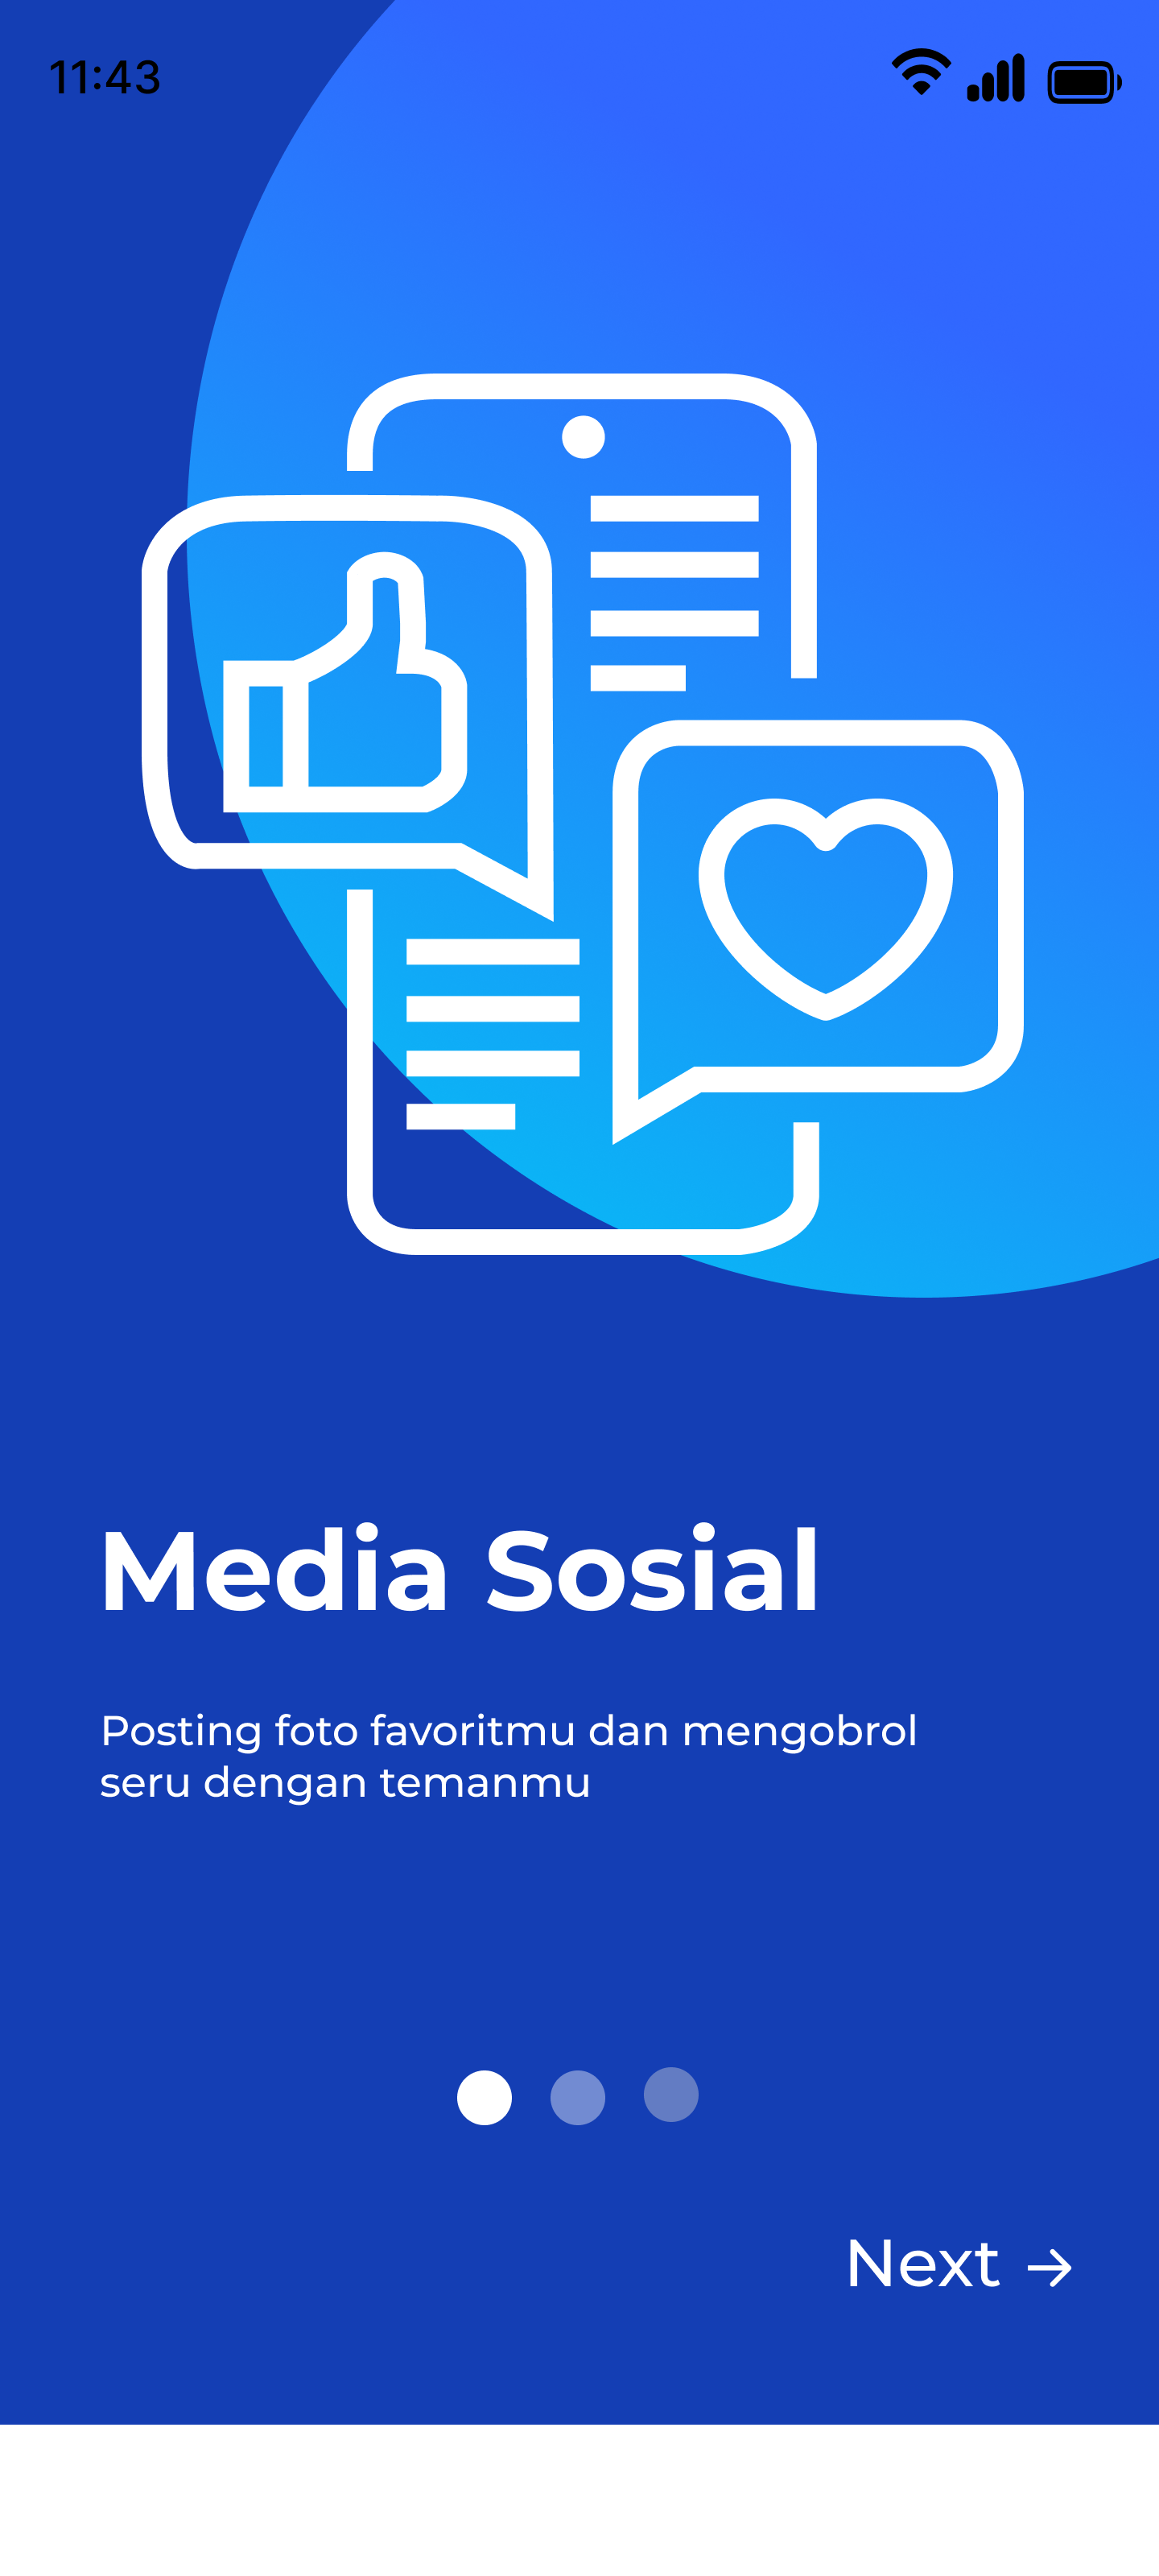 11:43
Media Sosial
Posting foto favoritmu dan mengobrol
seru dengan temanmu
Next →